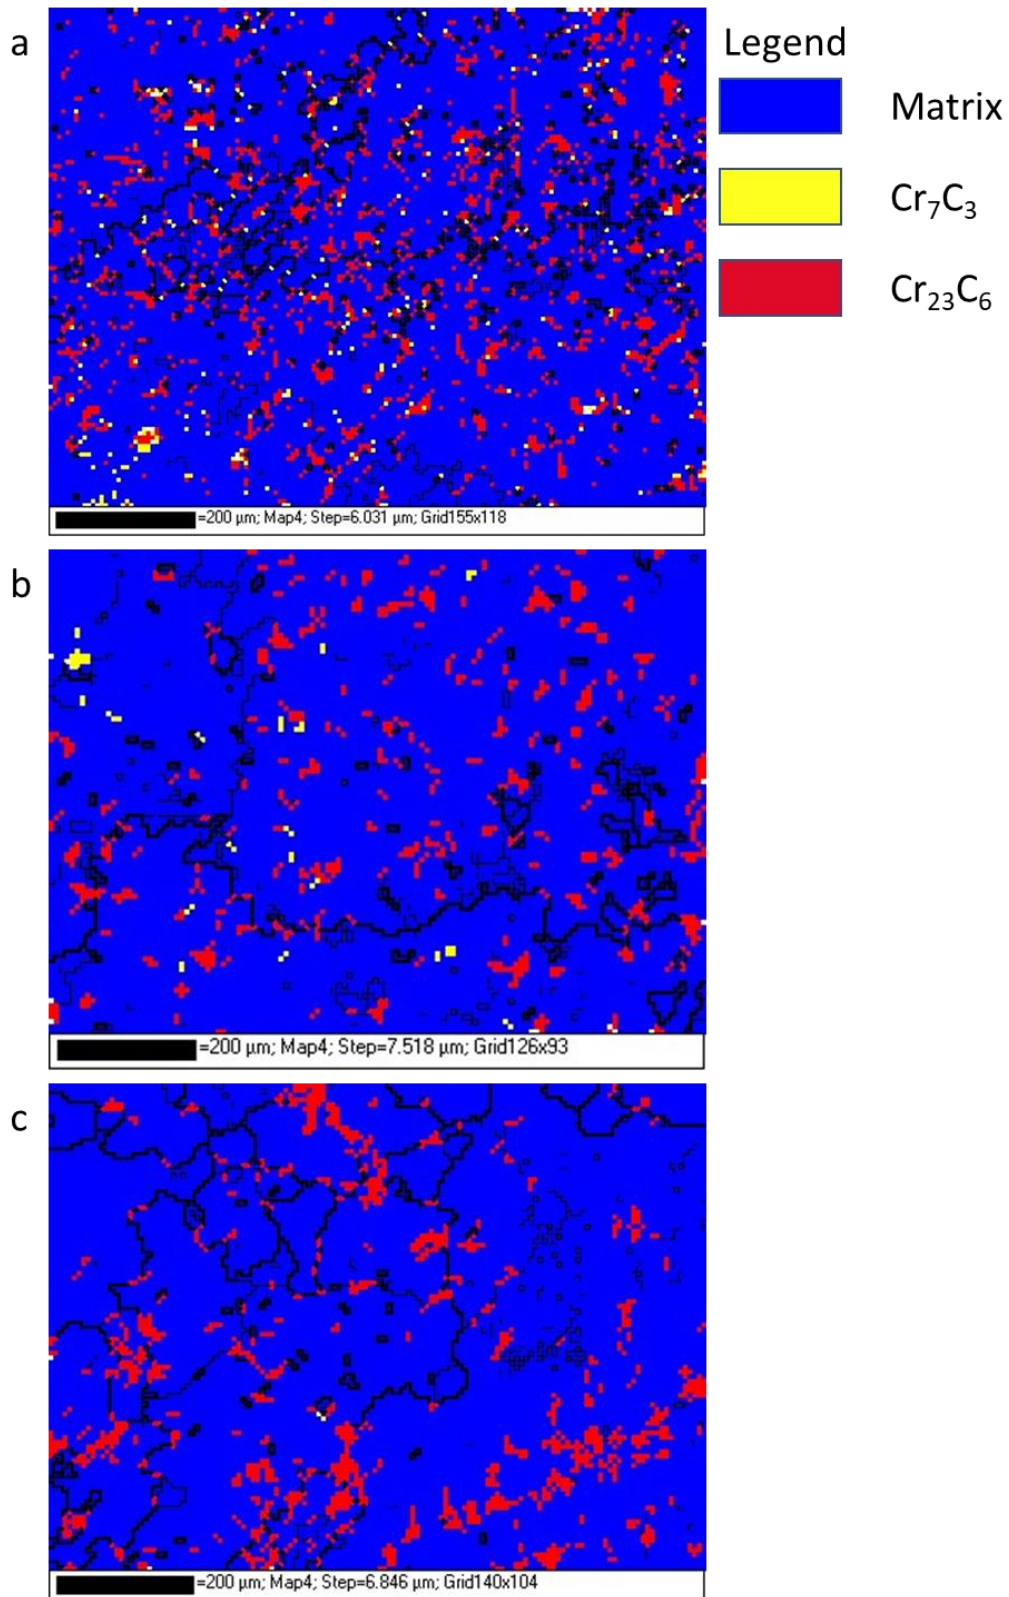 a
Legend
Matrix
Cr₇C₃
Cr₂₃C₆
=200 µm; Map4; Step=6.031 µm; Grid155x118
b
=200 µm; Map4; Step=7.518 µm; Grid126x93
c
=200 µm; Map4; Step=6.846 µm; Grid140x104